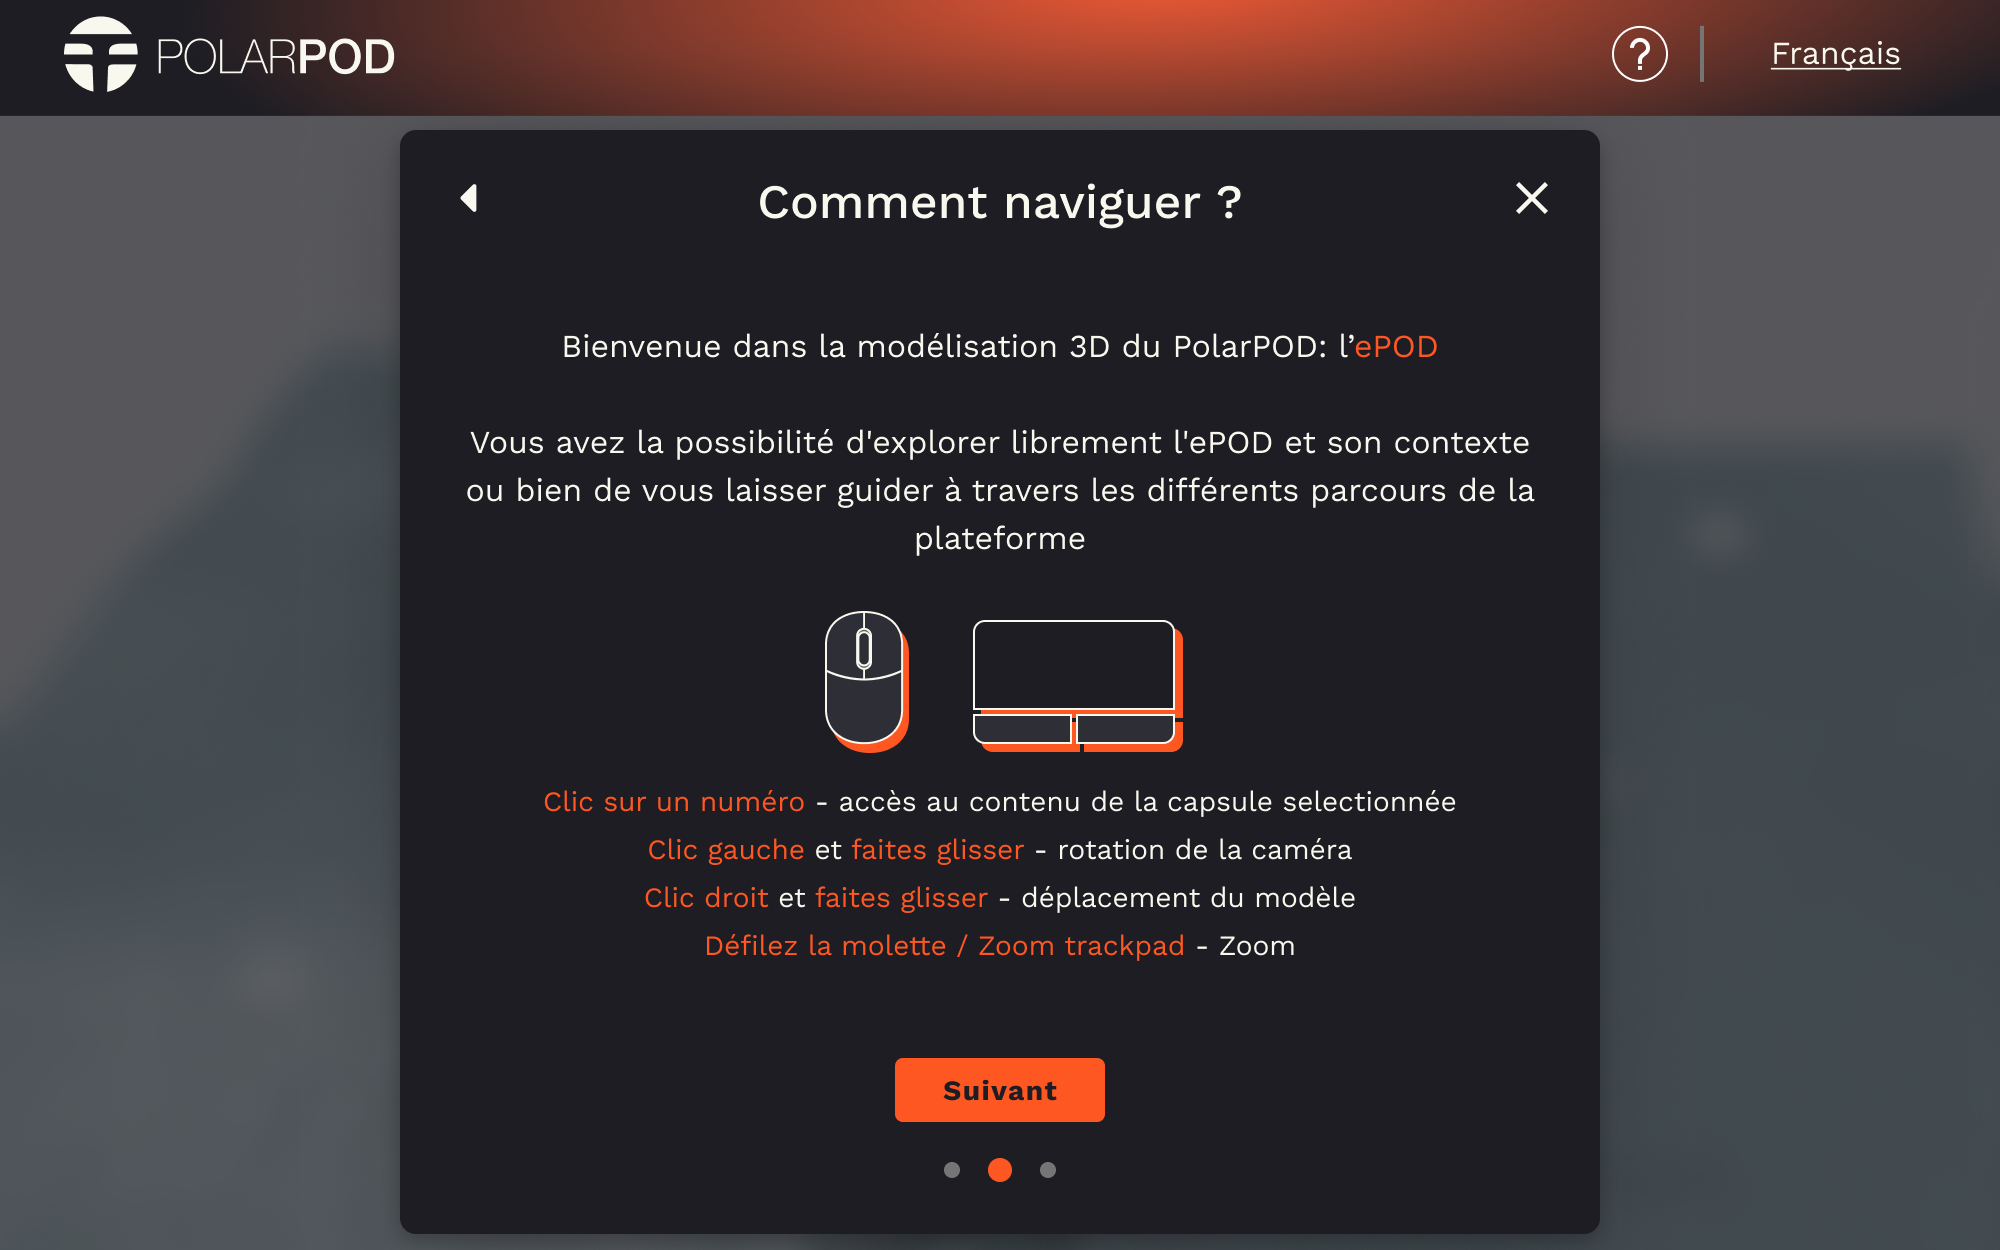 POLARPOD
?
Français
Comment naviguer ?
Bienvenue dans la modélisation 3D du PolarPOD: l’ePOD
Vous avez la possibilité d'explorer librement l'ePOD et son contexte
ou bien de vous laisser guider à travers les différents parcours de la
plateforme
Clic sur un numéro - accès au contenu de la capsule selectionnée
Clic gauche et faites glisser - rotation de la caméra
Clic droit et faites glisser - déplacement du modèle
Défilez la molette / Zoom trackpad - Zoom
Suivant